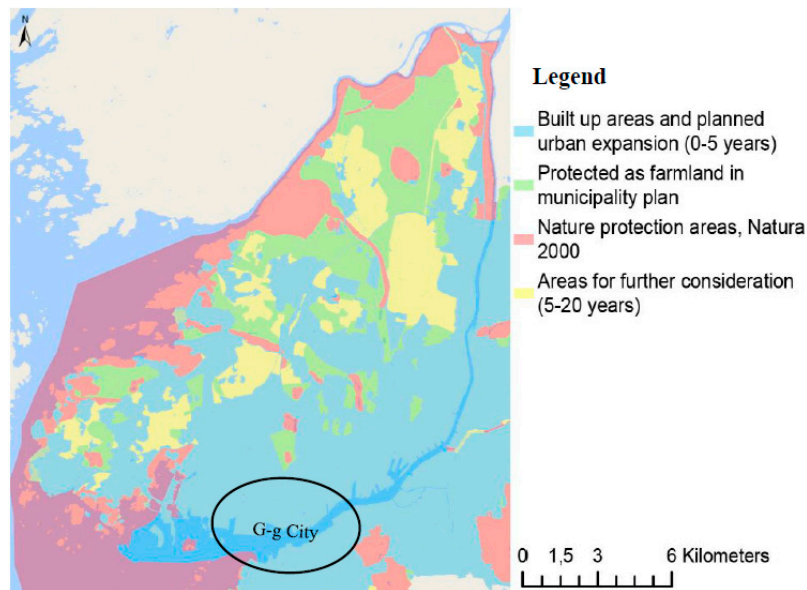 N
Legend
Built up areas and planned
urban expansion (0-5 years)
Protected as farmland in
municipality plan
Nature protection areas, Natura
2000
Areas for further consideration
(5-20 years)
G-g City
0 1,5 3 6 Kilometers